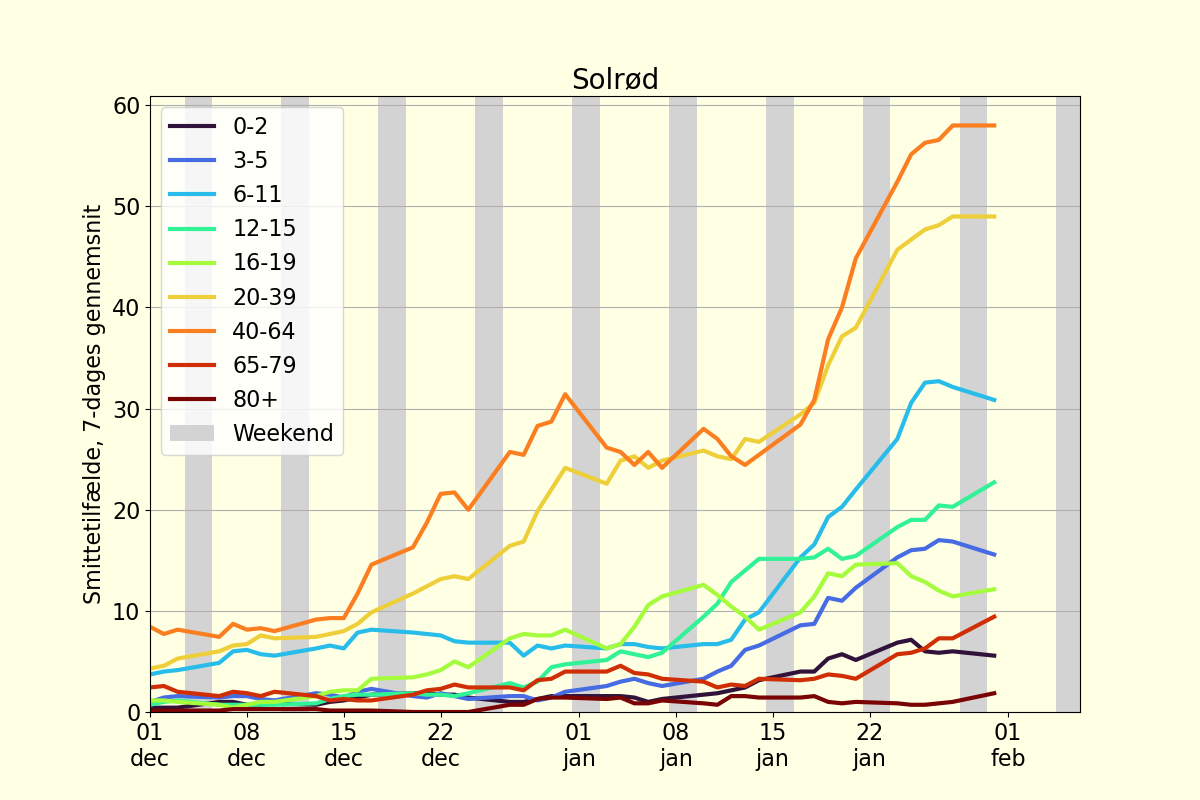 Solrød
Smittetilfælde, 7-dages gennemsnit
60
50
40
30
20
10
0
0-2
3-5
6-11
12-15
16-19
20-39
40-64
65-79
80+
Weekend
01 dec
08 dec
15 dec
22 dec
01 jan
08 jan
15 jan
22 jan
01 feb